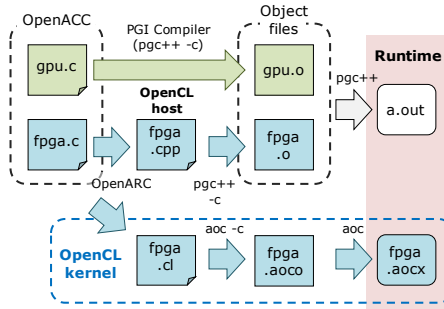 OpenACC
PGI Compiler
(pgc++ -c)
Object
files
gpu.c
gpu.o
pgc++
Runtime
OpenCL
host
a.out
fpga.c
fpga
.cpp
fpga
.o
OpenARC
pgc++
-c
OpenCL
kernel
fpga
.cl
aoc -c
fpga
.aoco
aoc
fpga
.aocx